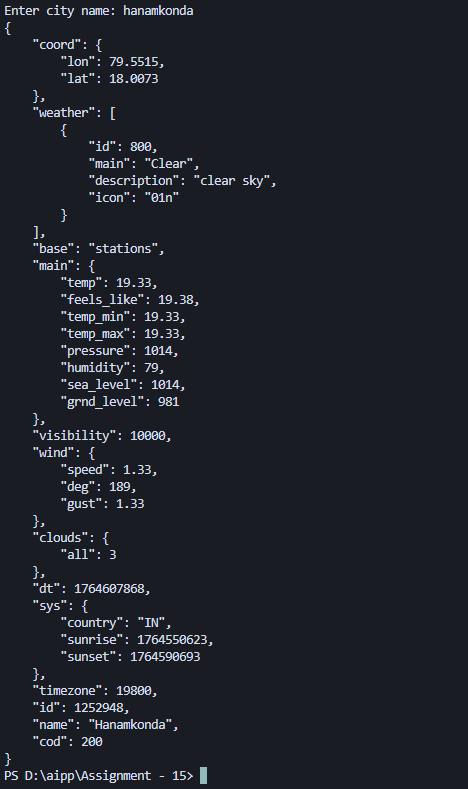 Enter city name: hanamkonda
{
    "coord": {
        "lon": 79.5515,
        "lat": 18.0073
    },
    "weather": [
        {
            "id": 800,
            "main": "Clear",
            "description": "clear sky",
            "icon": "01n"
        }
    ],
    "base": "stations",
    "main": {
        "temp": 19.33,
        "feels_like": 19.38,
        "temp_min": 19.33,
        "temp_max": 19.33,
        "pressure": 1014,
        "humidity": 79,
        "sea_level": 1014,
        "grnd_level": 981
    },
    "visibility": 10000,
    "wind": {
        "speed": 1.33,
        "deg": 189,
        "gust": 1.33
    },
    "clouds": {
        "all": 3
    },
    "dt": 1764607868,
    "sys": {
        "country": "IN",
        "sunrise": 1764550623,
        "sunset": 1764590693
    },
    "timezone": 19800,
    "id": 1252948,
    "name": "Hanamkonda",
    "cod": 200
}
PS D:\aipp\Assignment - 15>